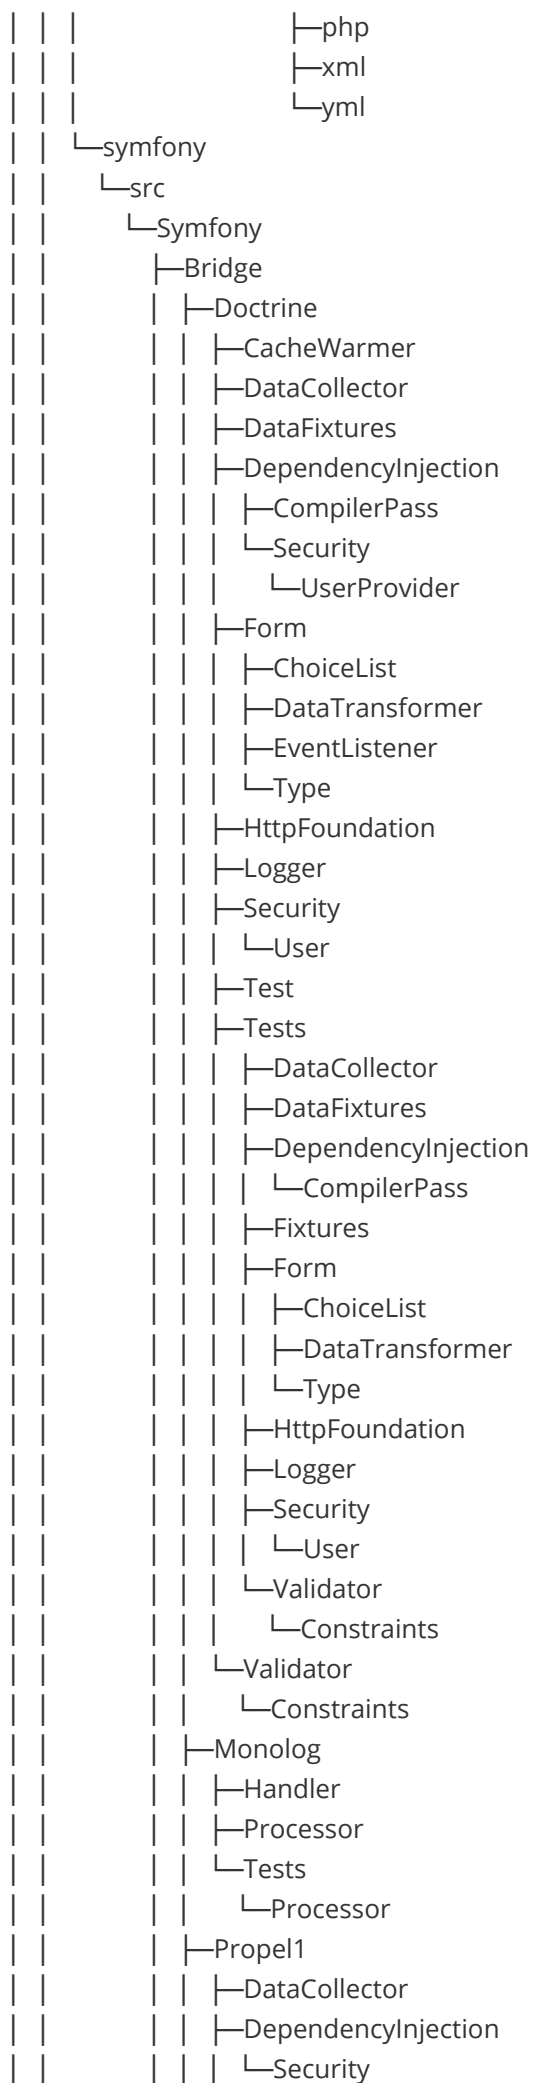 │ │ │ ├─php
│ │ │ ├─xml
│ │ │ └─yml
│ │ └─symfony
│ │ └─src
│ │ └─Symfony
│ │ ├─Bridge
│ │ │ ├─Doctrine
│ │ │ │ ├─CacheWarmer
│ │ │ │ ├─DataCollector
│ │ │ │ ├─DataFixtures
│ │ │ │ ├─DependencyInjection
│ │ │ │ │ ├─CompilerPass
│ │ │ │ │ └─Security
│ │ │ │ │ └─UserProvider
│ │ │ │ ├─Form
│ │ │ │ │ ├─ChoiceList
│ │ │ │ │ ├─DataTransformer
│ │ │ │ │ ├─EventListener
│ │ │ │ │ └─Type
│ │ │ │ ├─HttpFoundation
│ │ │ │ ├─Logger
│ │ │ │ ├─Security
│ │ │ │ │ └─User
│ │ │ │ ├─Test
│ │ │ │ ├─Tests
│ │ │ │ │ ├─DataCollector
│ │ │ │ │ ├─DataFixtures
│ │ │ │ │ ├─DependencyInjection
│ │ │ │ │ │ └─CompilerPass
│ │ │ │ │ ├─Fixtures
│ │ │ │ │ ├─Form
│ │ │ │ │ │ ├─ChoiceList
│ │ │ │ │ │ ├─DataTransformer
│ │ │ │ │ │ └─Type
│ │ │ │ │ ├─HttpFoundation
│ │ │ │ │ ├─Logger
│ │ │ │ │ ├─Security
│ │ │ │ │ │ └─User
│ │ │ │ │ └─Validator
│ │ │ │ │ └─Constraints
│ │ │ │ └─Validator
│ │ │ │ └─Constraints
│ │ │ ├─Monolog
│ │ │ │ ├─Handler
│ │ │ │ ├─Processor
│ │ │ │ └─Tests
│ │ │ │ └─Processor
│ │ │ ├─Propel1
│ │ │ │ ├─DataCollector
│ │ │ │ ├─DependencyInjection
│ │ │ │ │ └─Security